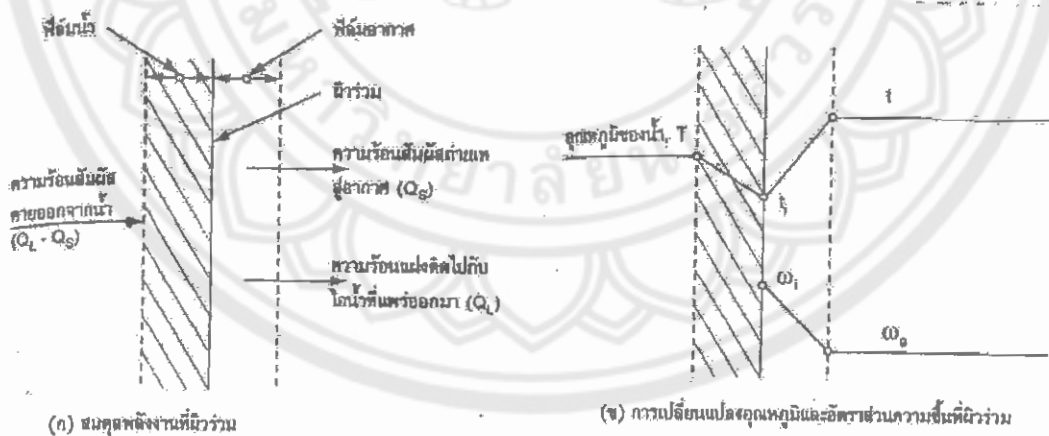 ฟิล์มน้ำ
ฟิล์มอากาศ
ผิวร่วม
ความร้อนสัมผัสถ่ายเท
สู่อากาศ (Q_S)
ความร้อนสัมผัส
คายออกจากน้ำ
(Q_L - Q_S)
ความร้อนแฝงติดไปกับ
ไอน้ำที่แพร่ออกมา (Q_L)
(ก) สมดุลพลังงานที่ผิวร่วม
t
อุณหภูมิของน้ำ, T
ω_i
ω_a
(ข) การเปลี่ยนแปลงอุณหภูมิและอัตราส่วนความชื้นที่ผิวร่วม